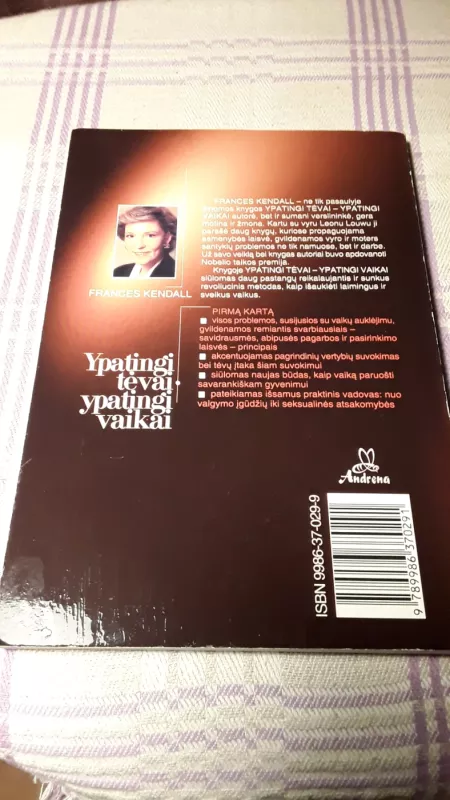 FRANCES KENDALL – ne tik pasaulyje
žinomos knygos YPATINGI TĖVAI – YPATINGI
VAIKAI autorė, bet ir sumani verslininkė, gera
motina ir žmona. Kartu su vyru Leonu Louwu ji
parašė daug knygų, kuriose propaguojama
asmenybės laisvė, gvildenamos vyro ir moters
santykių problemos ne tik namuose, bet ir darbe.
Už savo veiklą bei knygas autoriai buvo apdovanoti
Nobelio taikos premija.
Knygoje YPATINGI TĖVAI – YPATINGI VAIKAI
siūlomas daug pastangų reikalaujantis ir sunkus
revoliucinis metodas, kaip išauklėti laimingus ir
sveikus vaikus.
FRANCES KENDALL
PIRMĄ KARTĄ
■ visos problemos, susijusios su vaikų auklėjimu,
gvildenamos remiantis svarbiausiais –
savidrausmės, abipusės pagarbos ir pasirinkimo
laisvės – principais
■ akcentuojamas pagrindinių vertybių suvokimas
bei tėvų įtaka šiam suvokimui
■ siūlomas naujas būdas, kaip vaiką paruošti
savarankiškam gyvenimui
■ pateikiamas išsamus praktinis vadovas: nuo
valgymo įgūdžių iki seksualinės atsakomybės
Ypatingi
tėvai
ypatingi
vaikai
Andrena
ISBN 9986-37-029-9
9 789986 370291